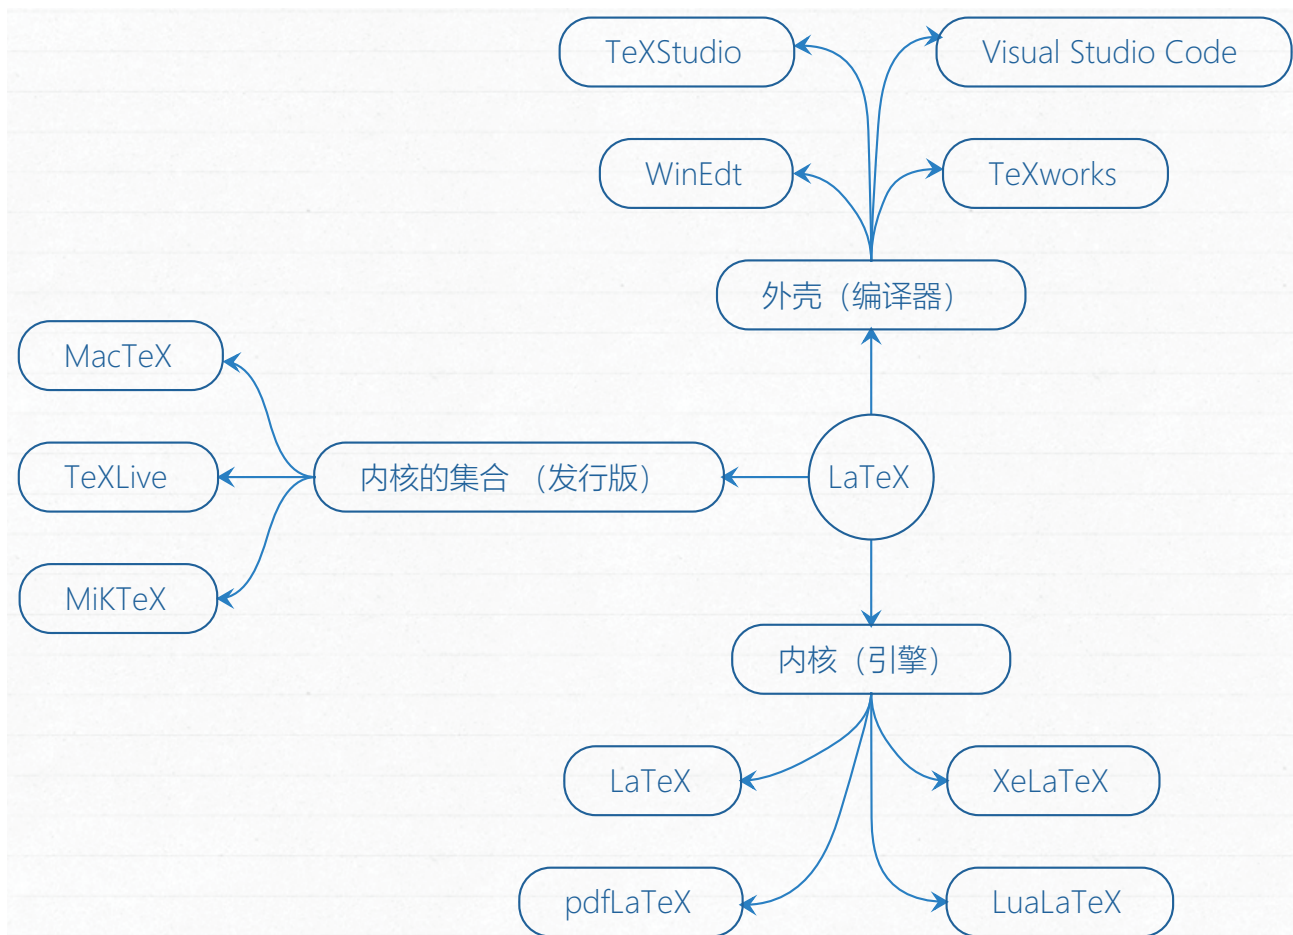 TeXStudio
Visual Studio Code
WinEdt
TeXworks
外壳（编译器）
MacTeX
TeXLive
内核的集合 （发行版）
LaTeX
MiKTeX
内核（引擎）
LaTeX
XeLaTeX
pdfLaTeX
LuaLaTeX